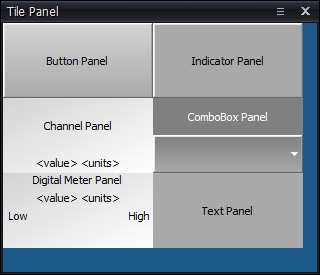 Tile Panel
Button Panel
Indicator Panel
Channel Panel
<value> <units>
ComboBox Panel
Digital Meter Panel
<value> <units>
Low High
Text Panel